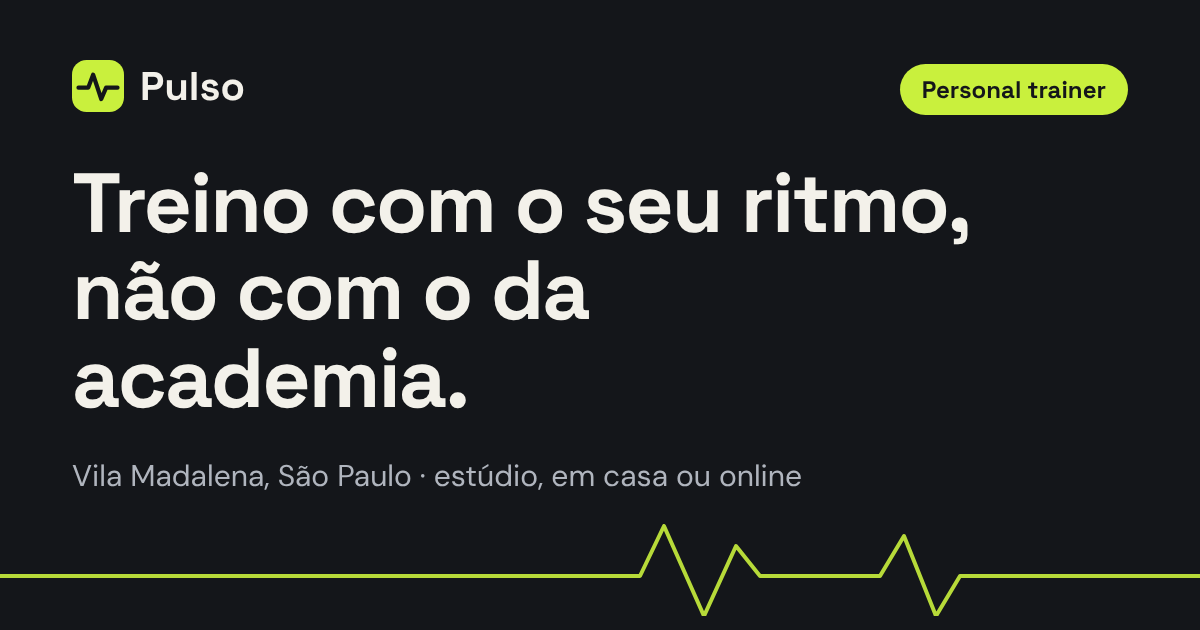 Pulso
Personal trainer
Treino com o seu ritmo,
não com o da
academia.
Vila Madalena, São Paulo · estúdio, em casa ou online